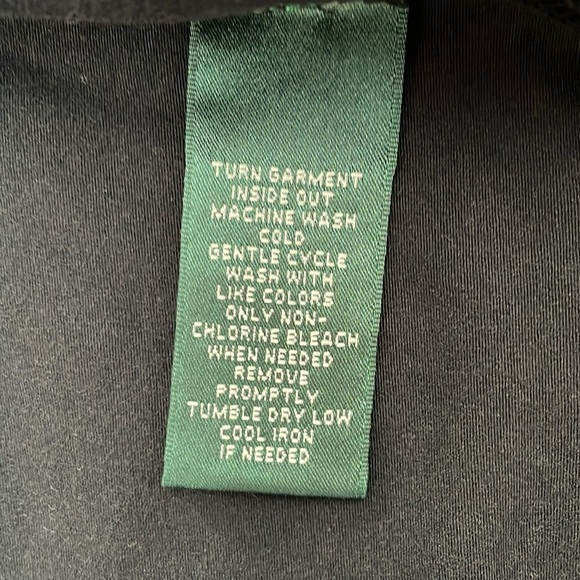 TURN GARMENT
INSIDE OUT
MACHINE WASH
COLD
GENTLE CYCLE
WASH WITH
LIKE COLORS
ONLY NON-
CHLORINE BLEACH
WHEN NEEDED
REMOVE
PROMPTLY
TUMBLE DRY LOW
COOL IRON
IF NEEDED